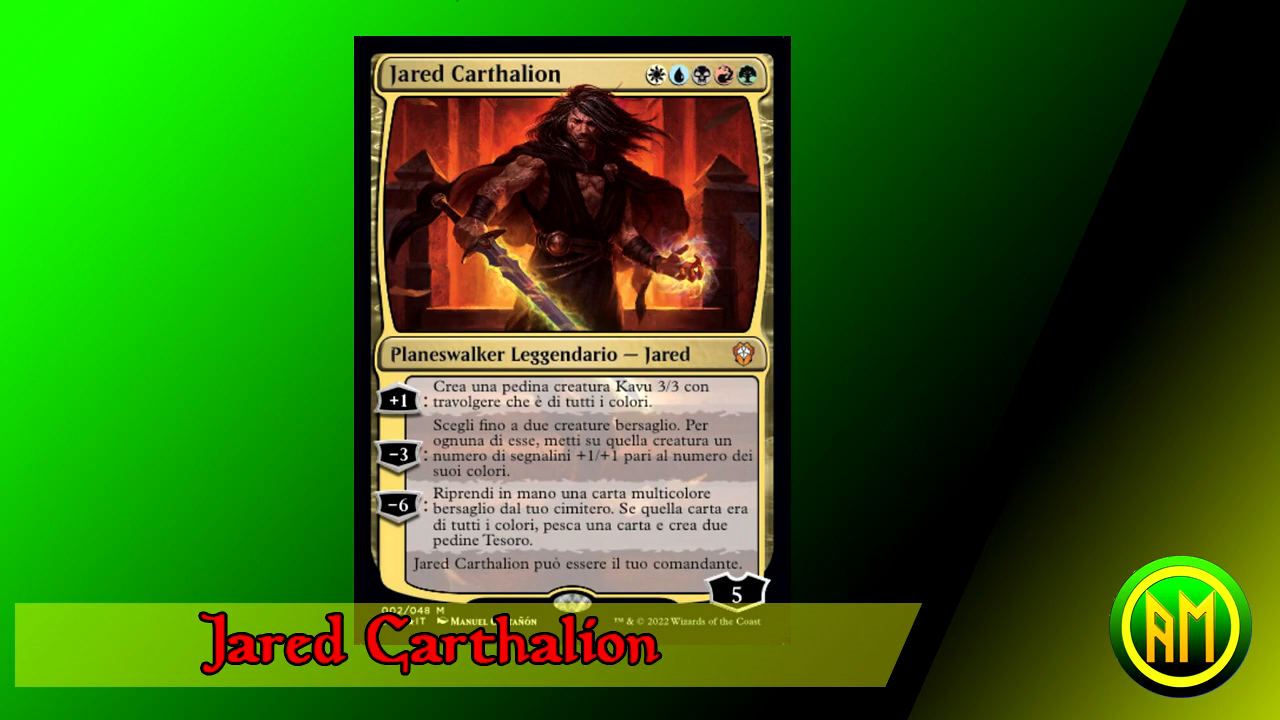 Jared Carthalion
Planeswalker Leggendario — Jared
+1 : Crea una pedina creatura Kavu 3/3 con
travolgere che è di tutti i colori.
Scegli fino a due creature bersaglio. Per
ognuna di esse, metti su quella creatura un
−3 : numero di segnalini +1/+1 pari al numero dei
suoi colori.
−6 : Riprendi in mano una carta multicolore
bersaglio dal tuo cimitero. Se quella carta era
di tutti i colori, pesca una carta e crea due
pedine Tesoro.
Jared Carthalion può essere il tuo comandante.
5
002/048 M
IT MANUEL ™ & © 2022 Wizards of the Coast
Jared Carthalion
AM